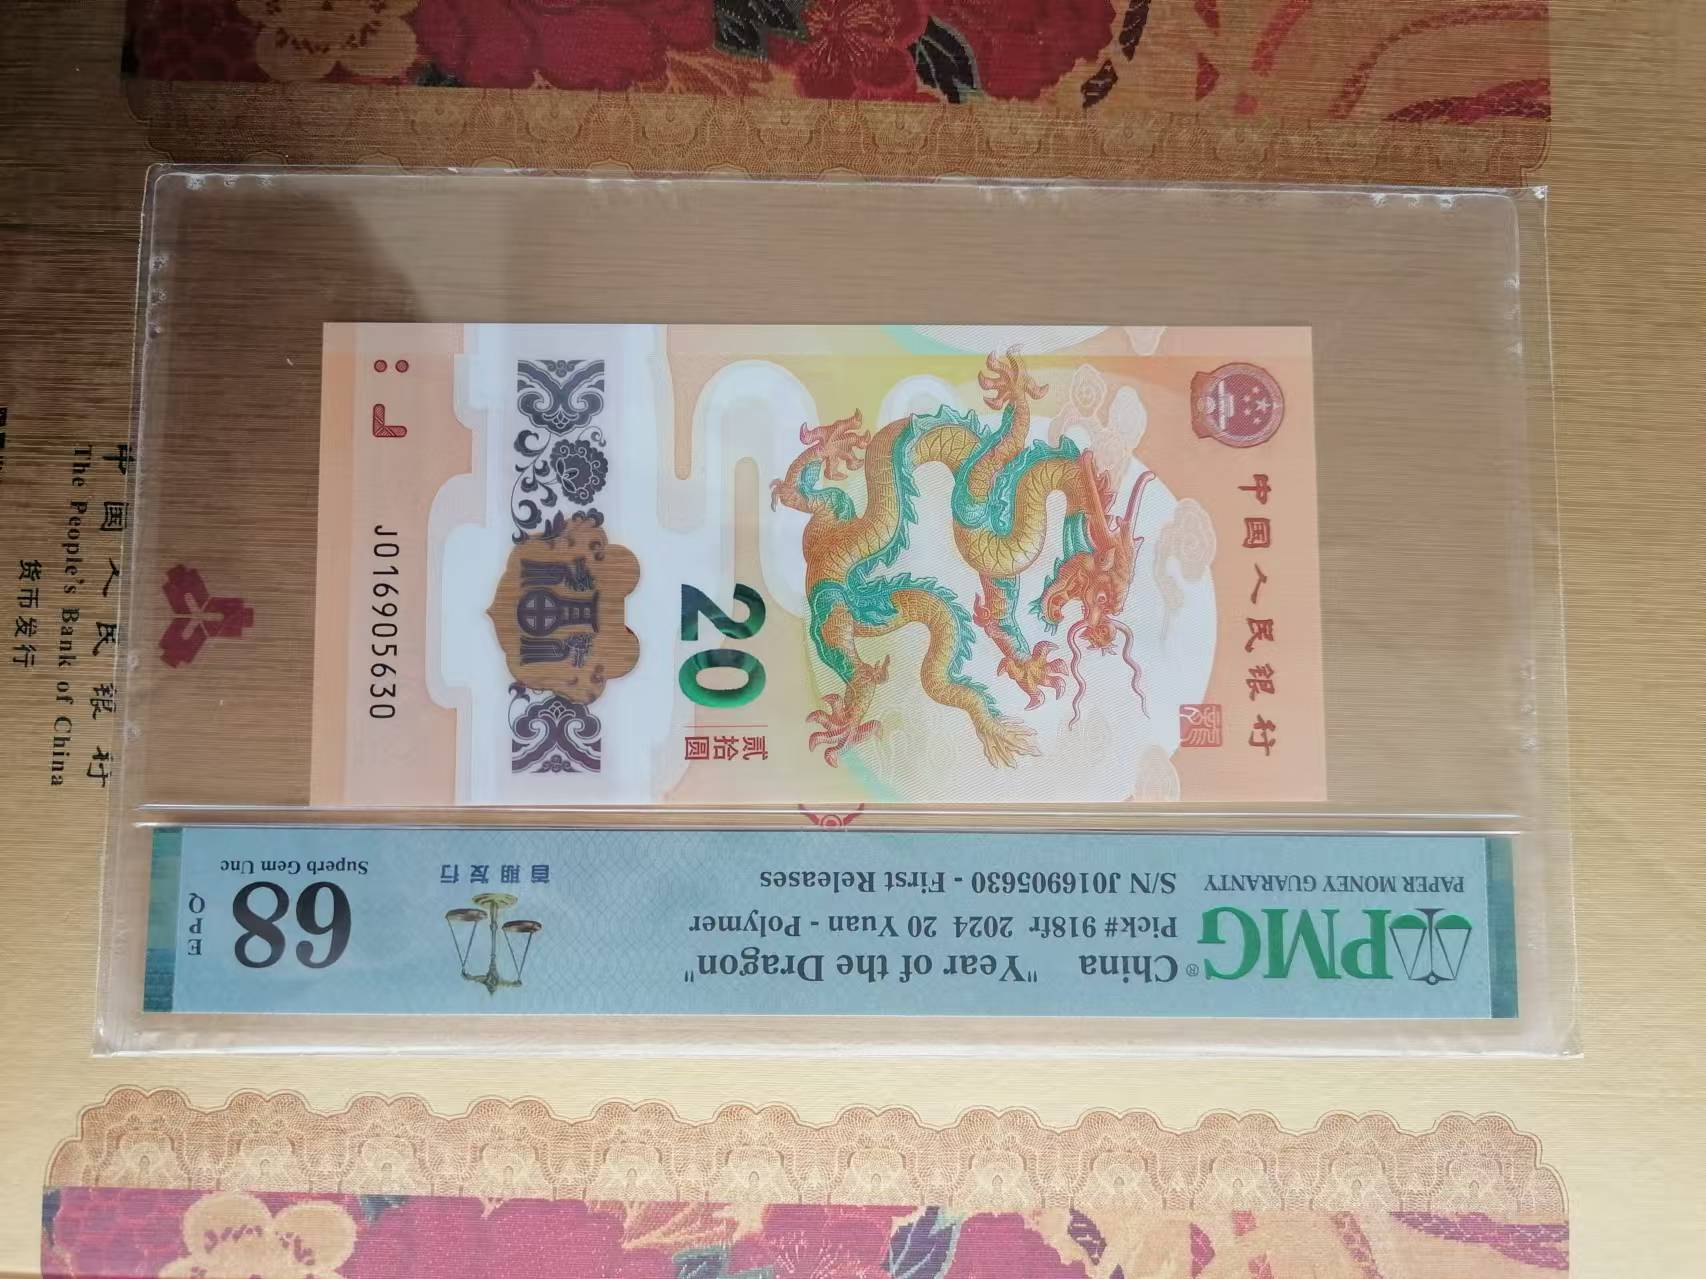 中国人民银行
20
贰拾圆
福
J016905630
PMG
PAPER MONEY GUARANTY
China "Year of the Dragon"
Pick# 918fr 2024 20 Yuan - Polymer
S/N J016905630 - First Releases
首期发行
68
Superb Gem Unc
EPQ
中国人民银行
The People's Bank of China
货币发行